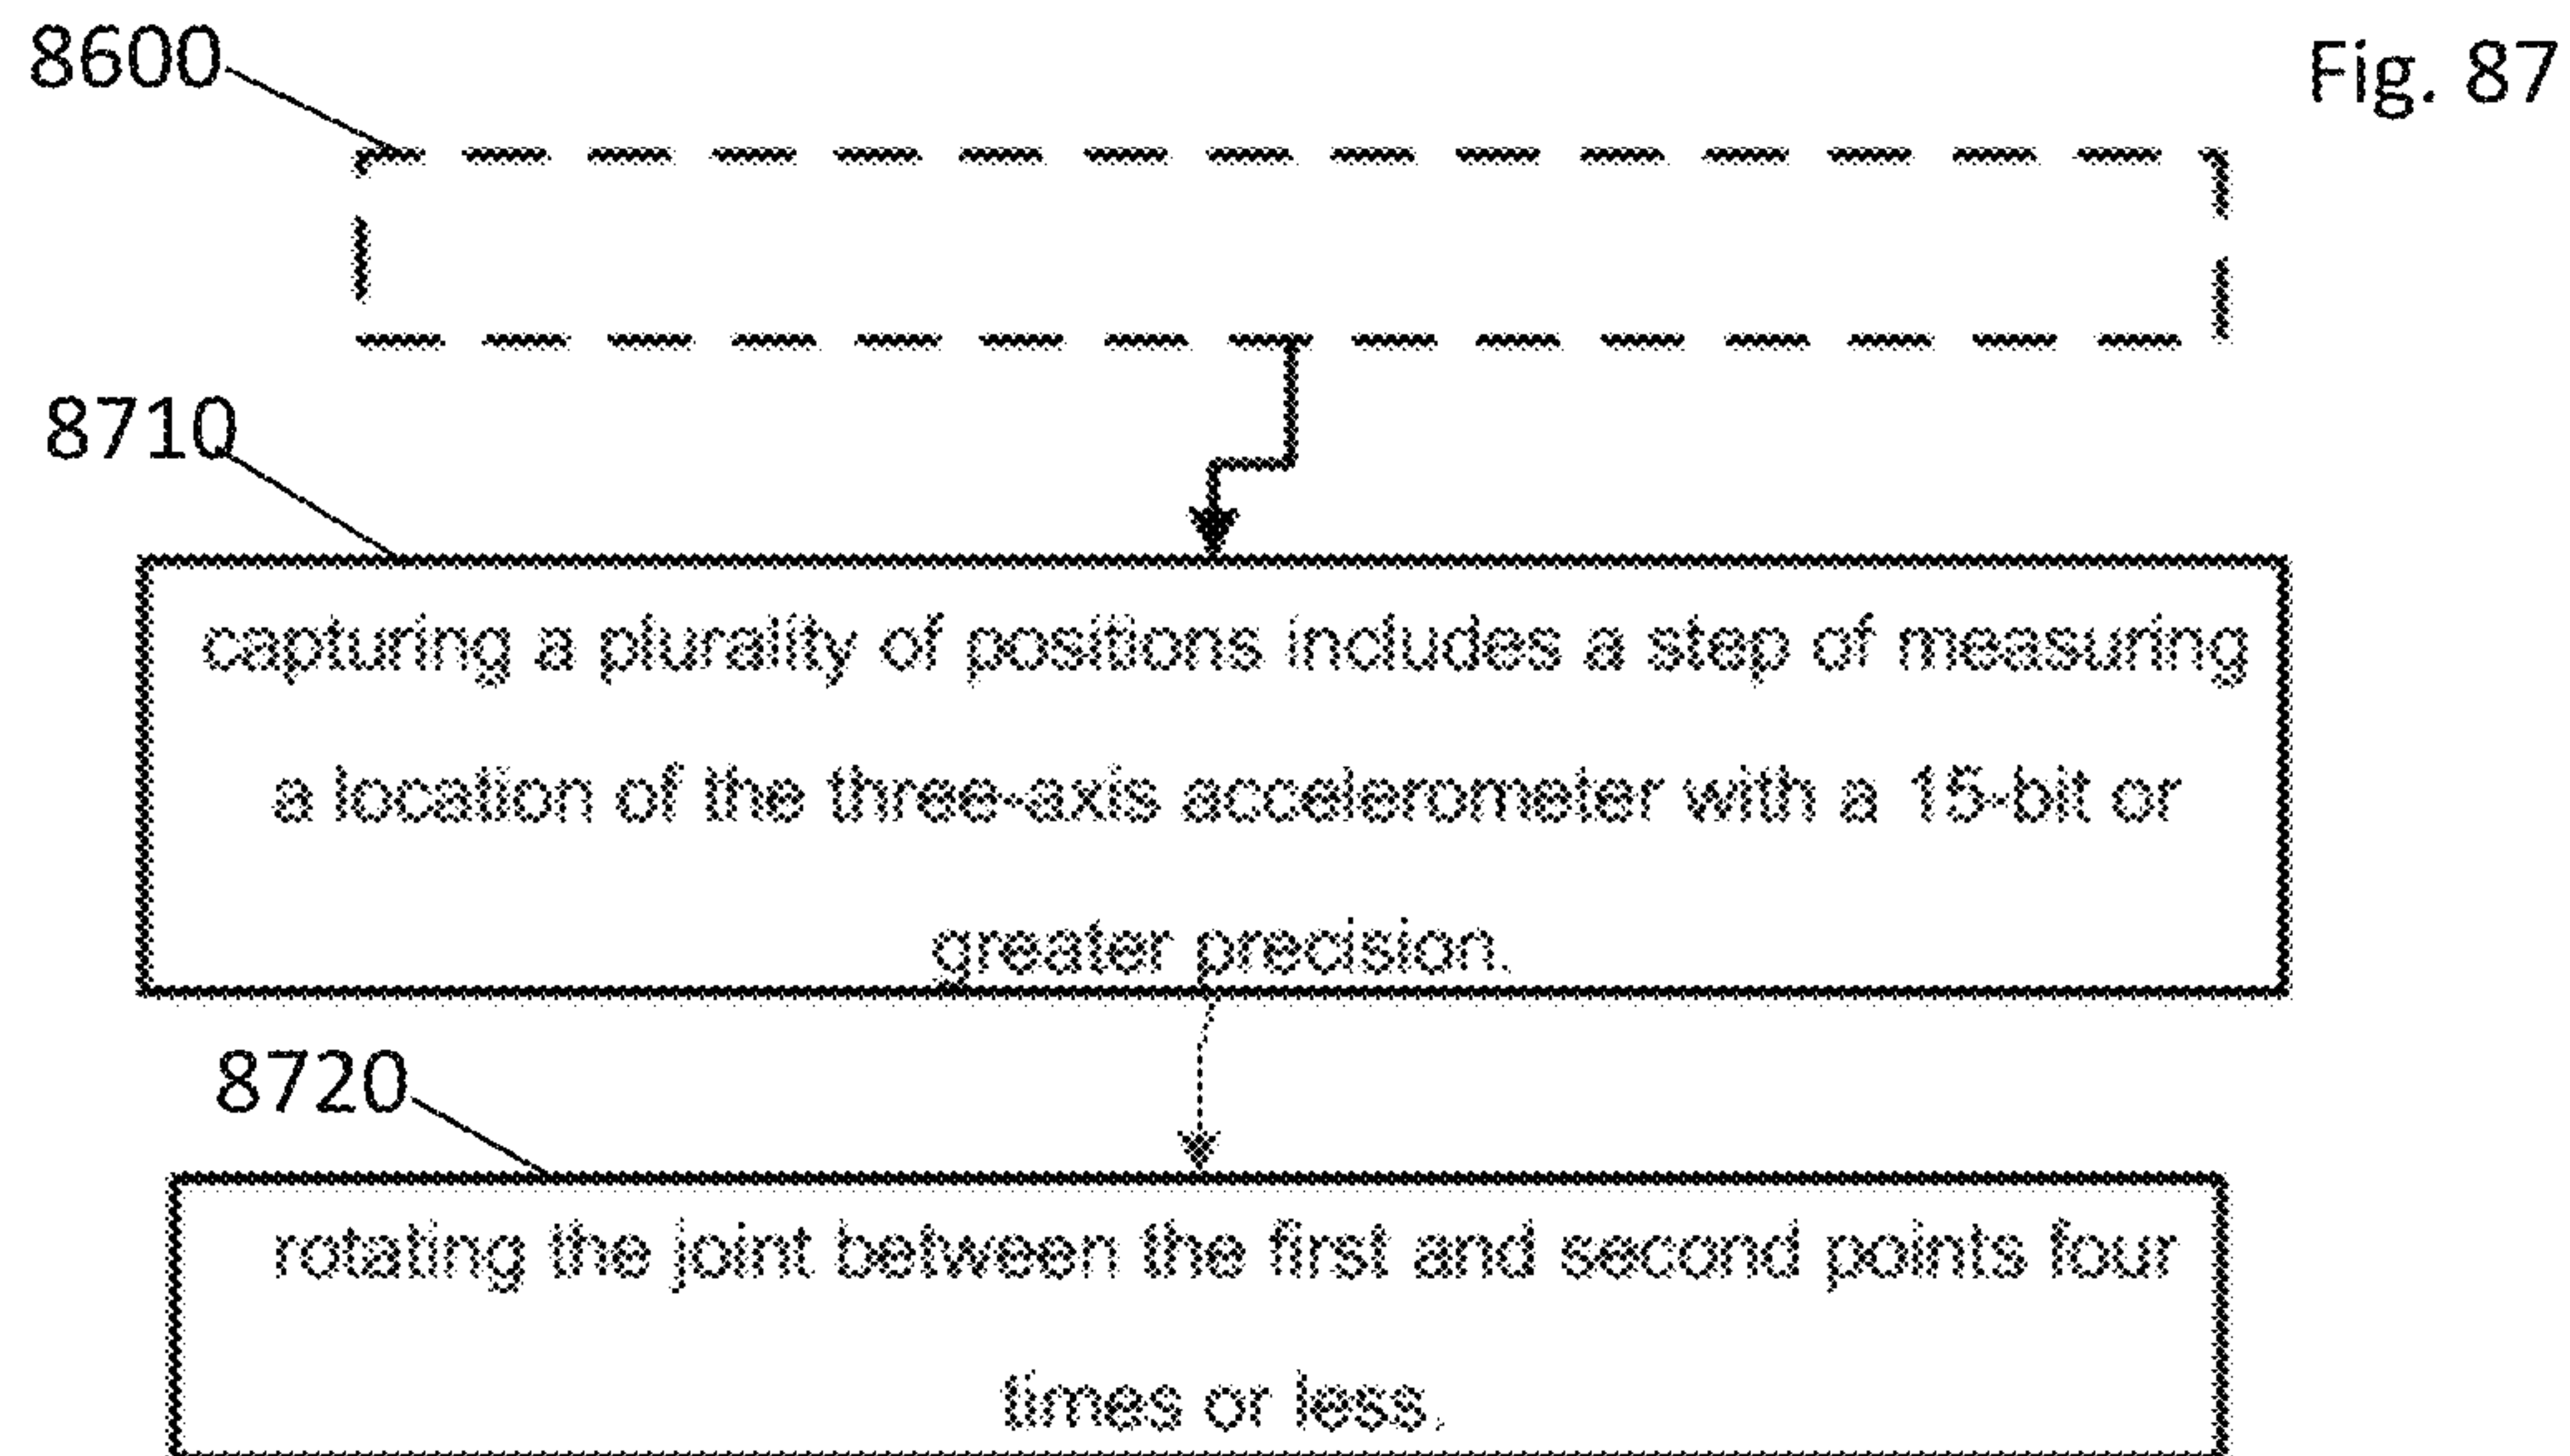 8600
Fig. 87
8710
capturing a plurality of positions includes a step of measuring
a location of the three-axis accelerometer with a 15-bit or
greater precision.
8720
rotating the joint between the first and second points four
times or less.